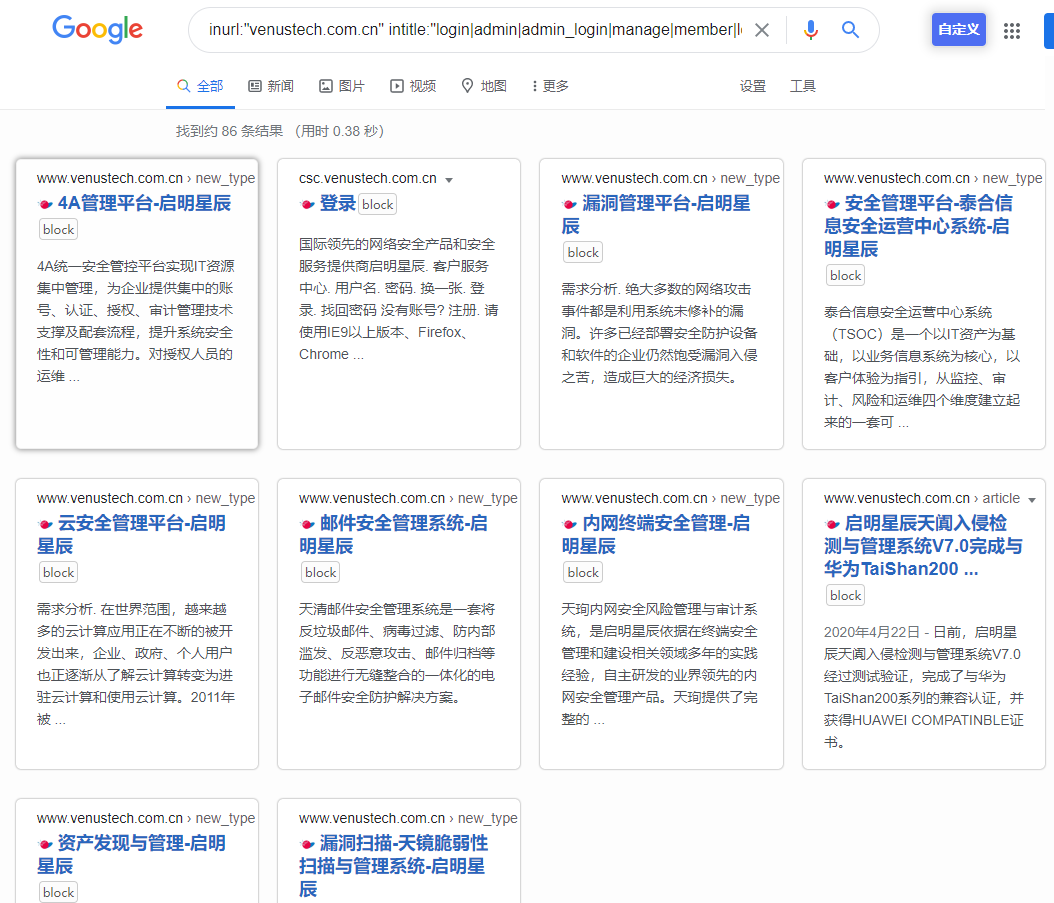 Google
inurl:"venustech.com.cn" intitle:"login|admin|admin_login|manage|member|l
自定义
全部 新闻 图片 视频 地图 更多 设置 工具
找到约 86 条结果 （用时 0.38 秒）
www.venustech.com.cn › new_type
4A管理平台-启明星辰
block
4A统一安全管控平台实现IT资源
集中管理，为企业提供集中的账
号、认证、授权、审计管理技术
支撑及配套流程，提升系统安全
性和可管理能力。对授权人员的
运维 ...
csc.venustech.com.cn
登录 block
国际领先的网络安全产品和安全
服务提供商启明星辰. 客户服务
中心. 用户名. 密码. 换一张. 登
录. 找回密码 没有账号? 注册. 请
使用IE9以上版本、Firefox、
Chrome ...
www.venustech.com.cn › new_type
漏洞管理平台-启明星
辰
block
需求分析. 绝大多数的网络攻击
事件都是利用系统未修补的漏
洞。许多已经部署安全防护设备
和软件的企业仍然饱受漏洞入侵
之苦，造成巨大的经济损失。
www.venustech.com.cn › new_type
安全管理平台-泰合信
息安全运营中心系统-启
明星辰
block
泰合信息安全运营中心系统
（TSOC）是一个以IT资产为基
础，以业务信息系统为核心，以
客户体验为指引，从监控、审
计、风险和运维四个维度建立起
来的一套可 ...
www.venustech.com.cn › new_type
云安全管理平台-启明
星辰
block
需求分析. 在世界范围，越来越
多的云计算应用正在不断的被开
发出来，企业、政府、个人用户
也正逐渐从了解云计算转变为进
驻云计算和使用云计算。2011年
被 ...
www.venustech.com.cn › new_type
邮件安全管理系统-启
明星辰
block
天清邮件安全管理系统是一套将
反垃圾邮件、病毒过滤、防内部
滥发、反恶意攻击、邮件归档等
功能进行无缝整合的一体化的电
子邮件安全防护解决方案。
www.venustech.com.cn › new_type
内网终端安全管理-启
明星辰
block
天珣内网安全风险管理与审计系
统，是启明星辰依据在终端安全
管理和建设相关领域多年的实践
经验，自主研发的业界领先的内
网安全管理产品。天珣提供了完
整的 ...
www.venustech.com.cn › article
启明星辰天阗入侵检
测与管理系统V7.0完成与
华为TaiShan200 ...
block
2020年4月22日 - 日前，启明星
辰天阗入侵检测与管理系统V7.0
经过测试验证，完成了与华为
TaiShan200系列的兼容认证，并
获得HUAWEI COMPATINBLE证
书。
www.venustech.com.cn › new_type
资产发现与管理-启明
星辰
block
www.venustech.com.cn › new_type
漏洞扫描-天镜脆弱性
扫描与管理系统-启明星
辰